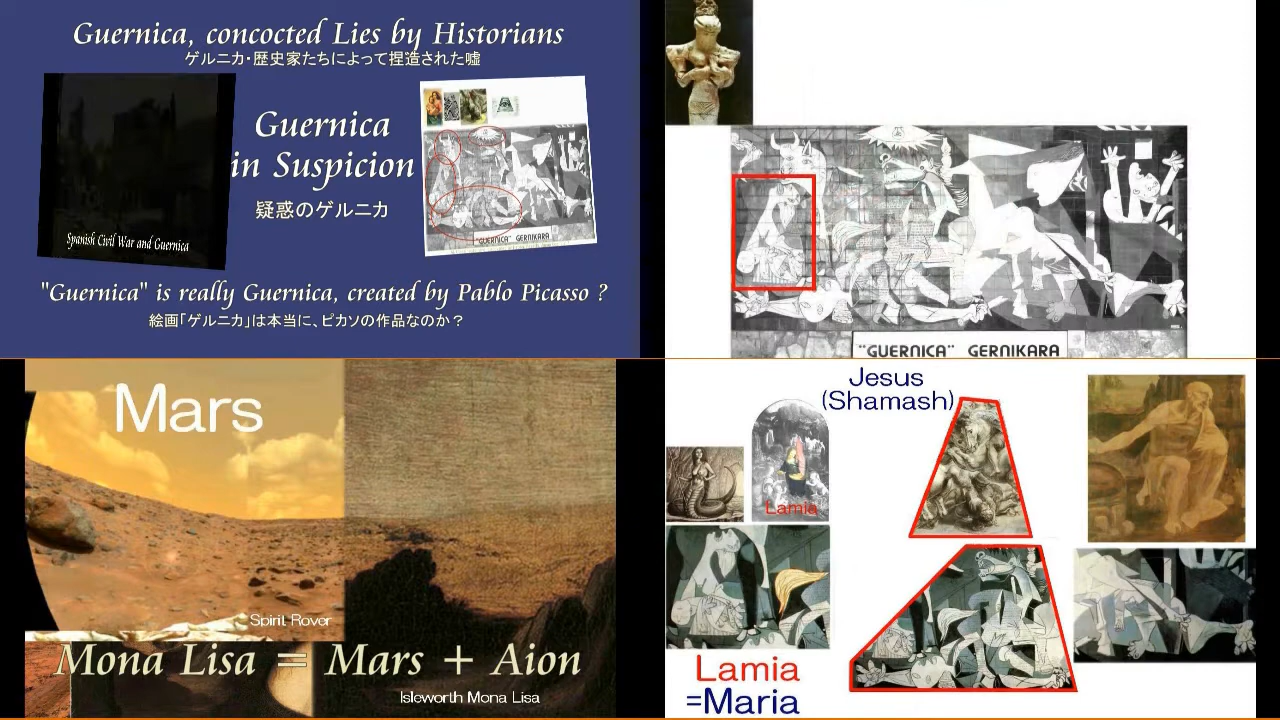 Guernica, concocted Lies by Historians
ゲルニカ・歴史家たちによって捏造された嘘
Guernica
in Suspicion
疑惑のゲルニカ
Spanish Civil War and Guernica
"GUERNICA" GERNIKARA
"Guernica" is really Guernica, created by Pablo Picasso ?
絵画「ゲルニカ」は本当に、ピカソの作品なのか？
"GUERNICA" GERNIKARA
Mars
Spirit Rover
Mona Lisa = Mars + Aion
Isleworth Mona Lisa
Jesus
(Shamash)
Lamia
Lamia
=Maria